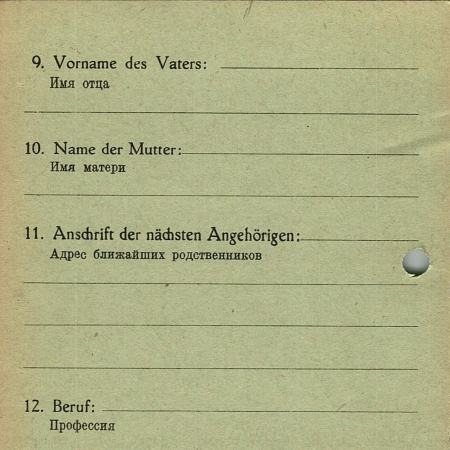 9. Vorname des Vaters:
Имя отца
10. Name der Mutter:
Имя матери
11. Anschrift der nächsten Angehörigen:
Адрес ближайших родственников
12. Beruf:
Профессия